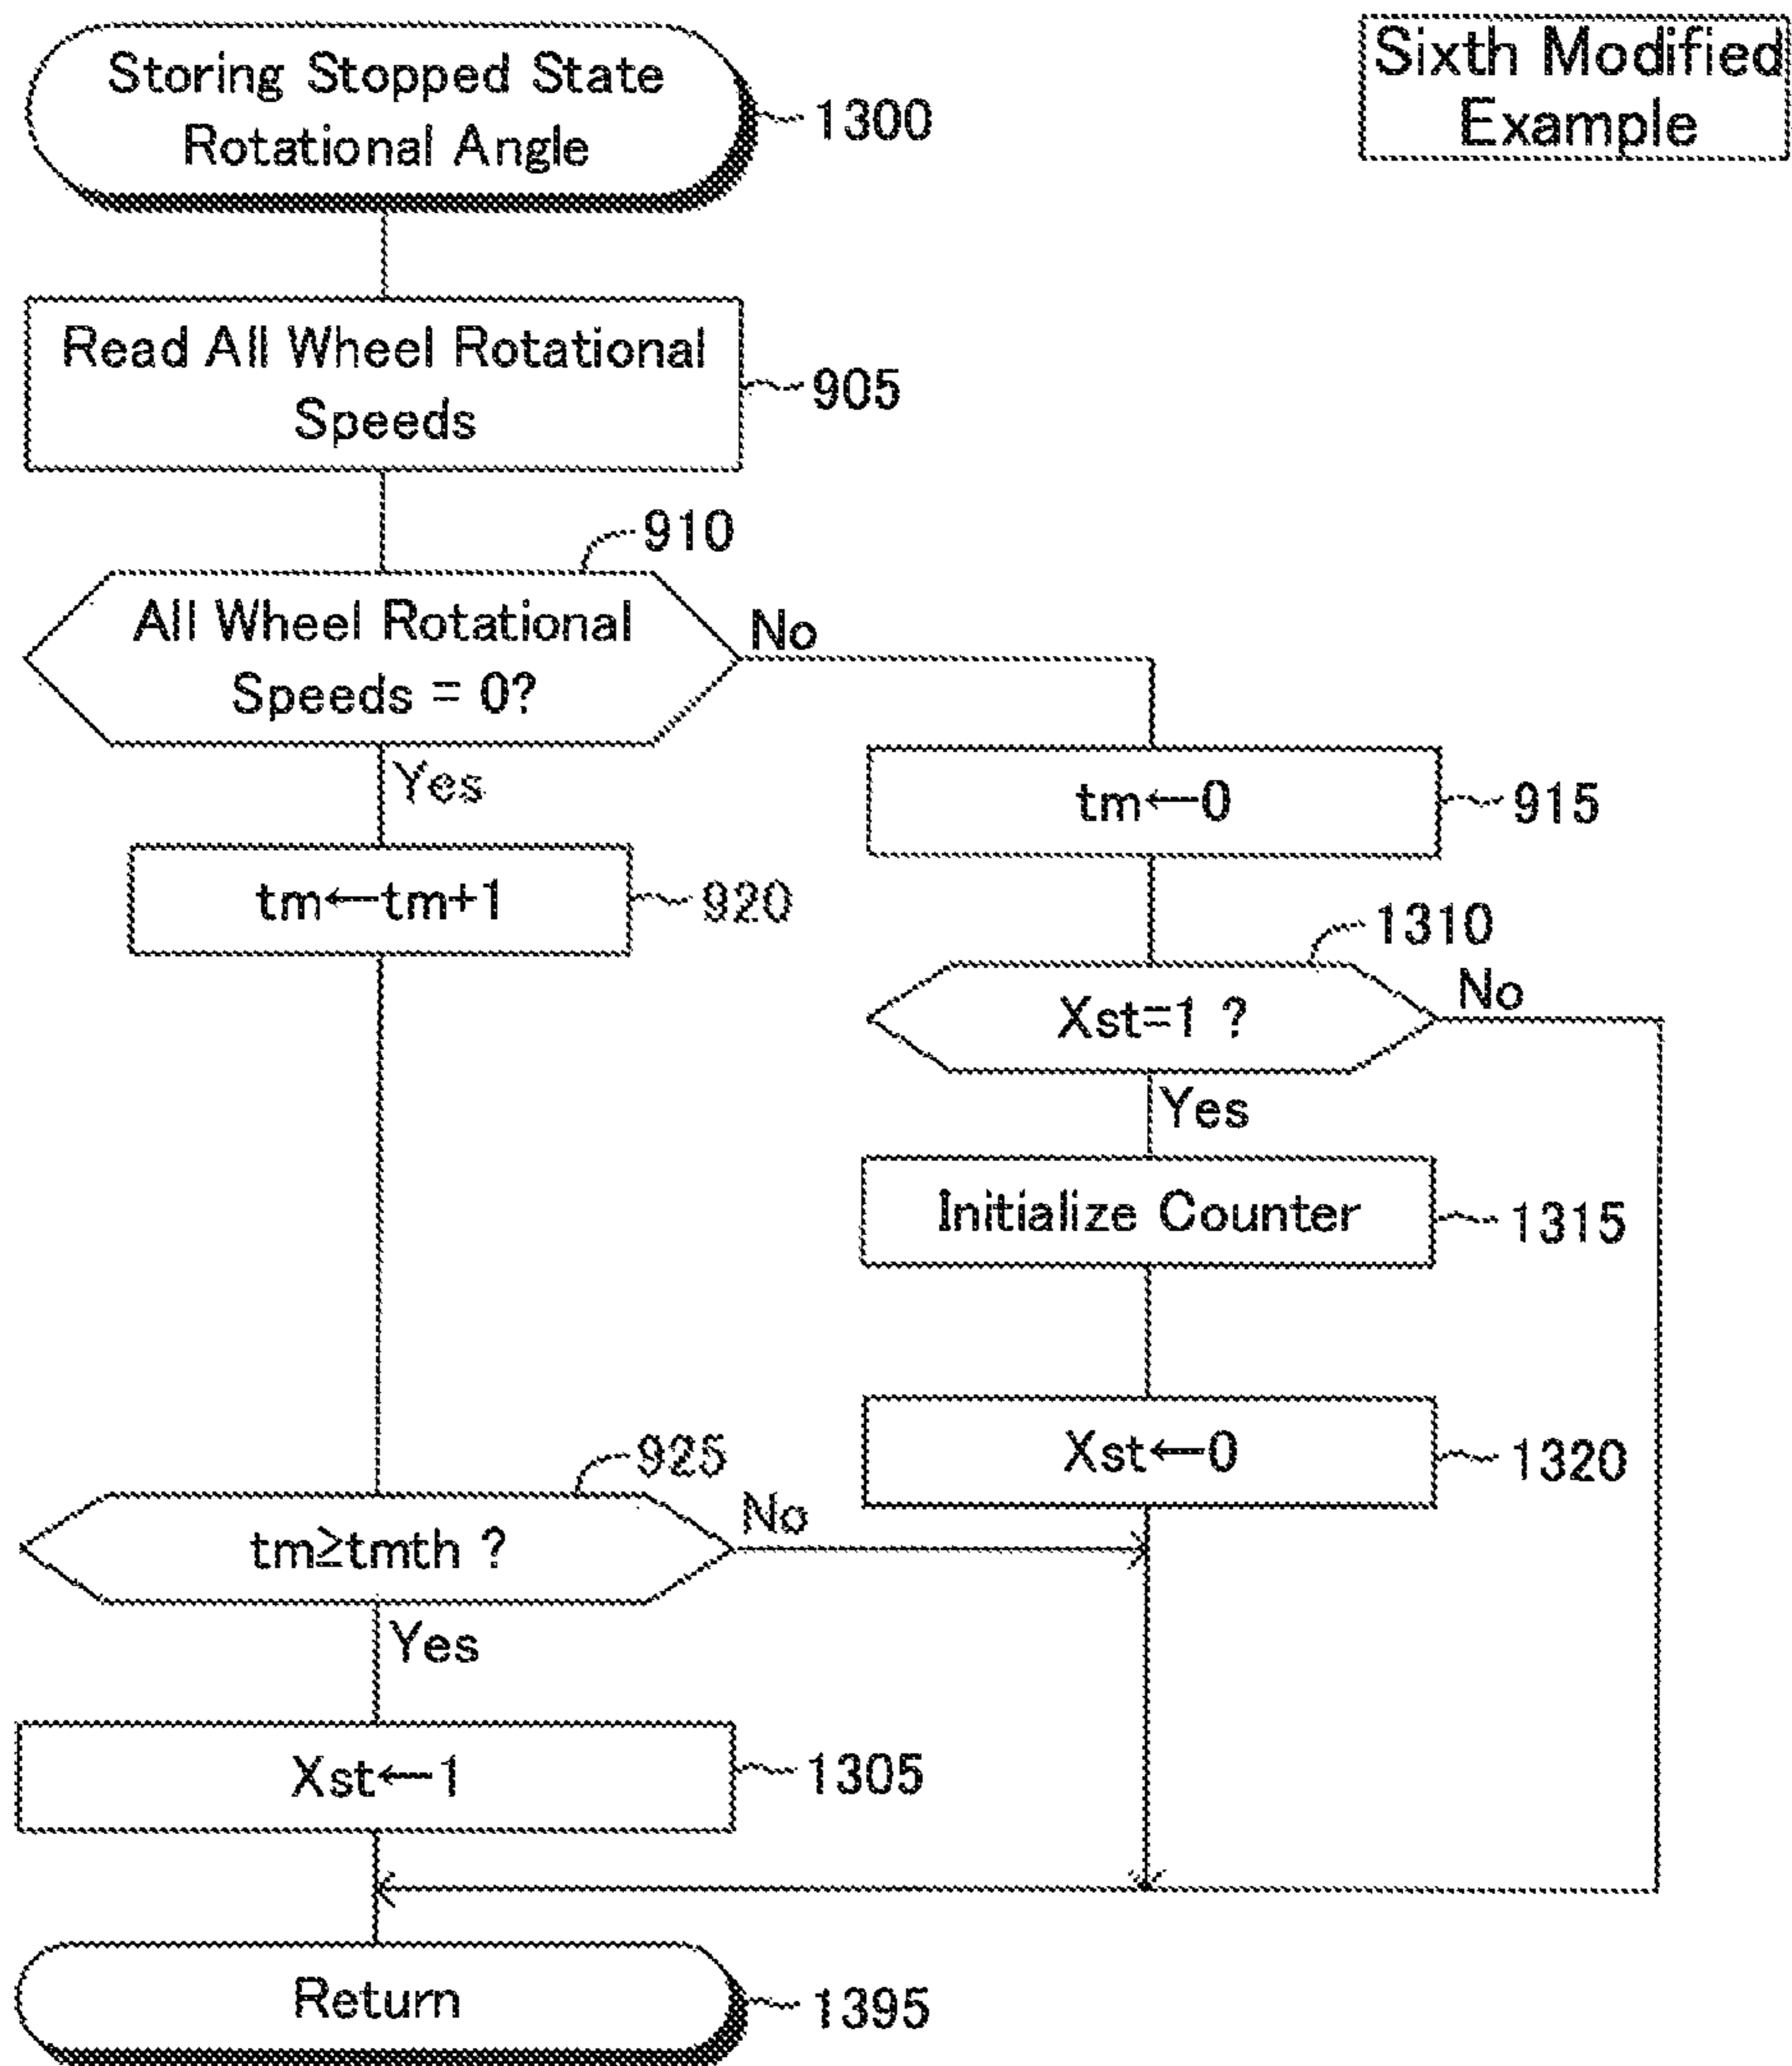 Sixth Modified
Example
Storing Stopped State
Rotational Angle
1300
Read All Wheel Rotational
Speeds
905
910
All Wheel Rotational
Speeds = 0?
No
Yes
tm←0
915
tm←tm+1
920
1310
Xst=1 ?
No
Yes
Initialize Counter
1315
Xst←0
1320
925
tm≥tmth ?
No
Yes
Xst←1
1305
Return
1395